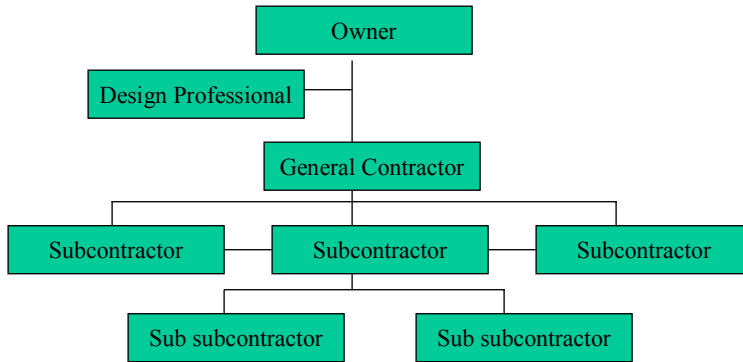 Owner
Design Professional
General Contractor
Subcontractor
Subcontractor
Subcontractor
Sub subcontractor
Sub subcontractor